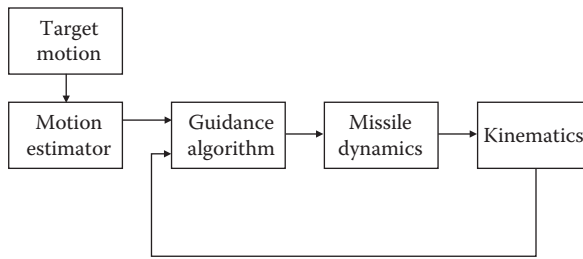 Target
motion
Motion
estimator
Guidance
algorithm
Missile
dynamics
Kinematics